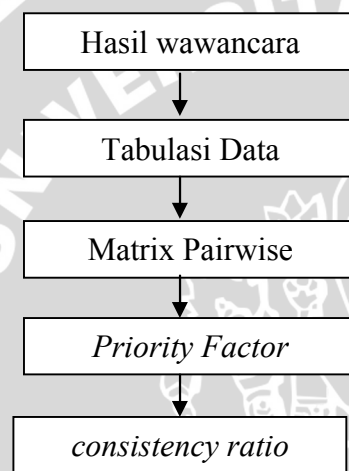 Hasil wawancara
Tabulasi Data
Matrix Pairwise
Priority Factor
consistency ratio